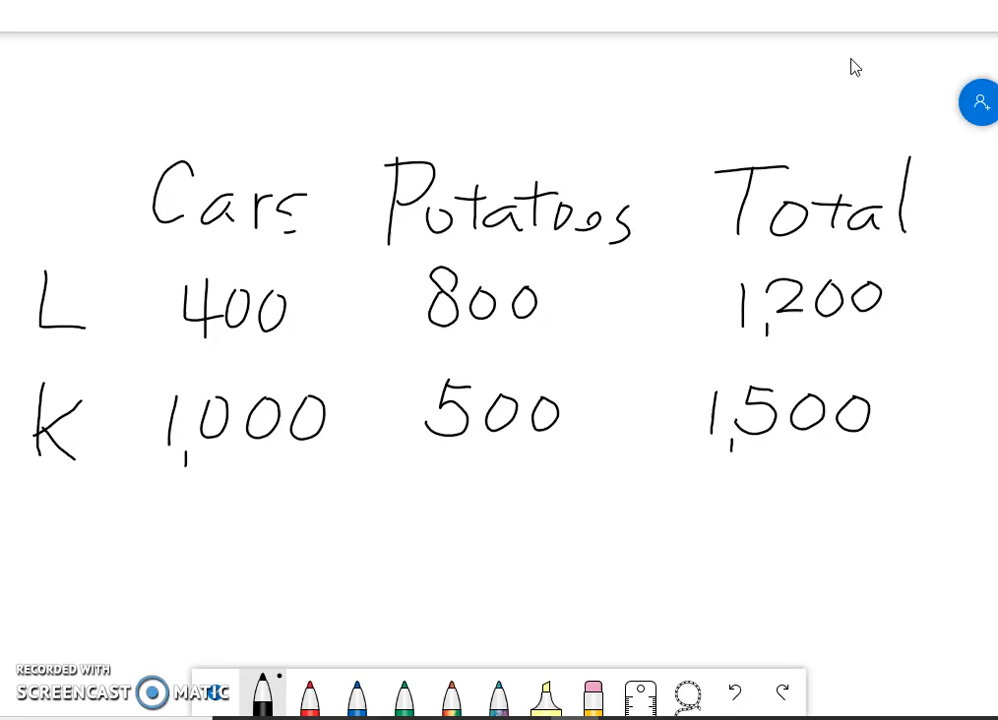 Cars Potatoes Total
L 400 800 1,200
K 1,000 500 1,500
RECORDED WITH
SCREENCAST MATIC